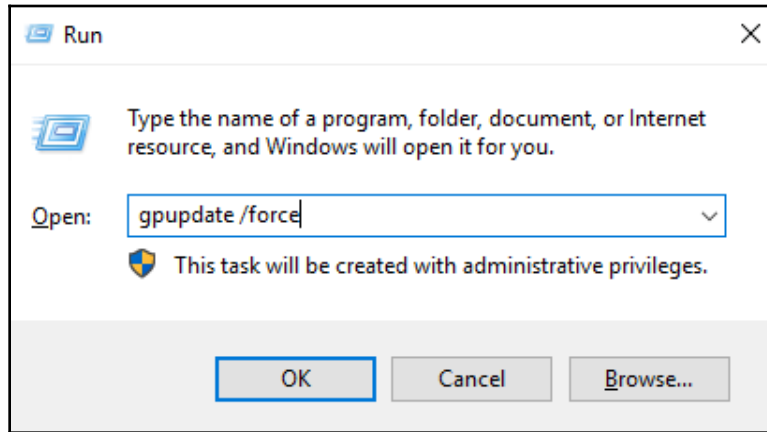 Run
Type the name of a program, folder, document, or Internet
resource, and Windows will open it for you.
Open: gpupdate /force
This task will be created with administrative privileges.
OK Cancel Browse...